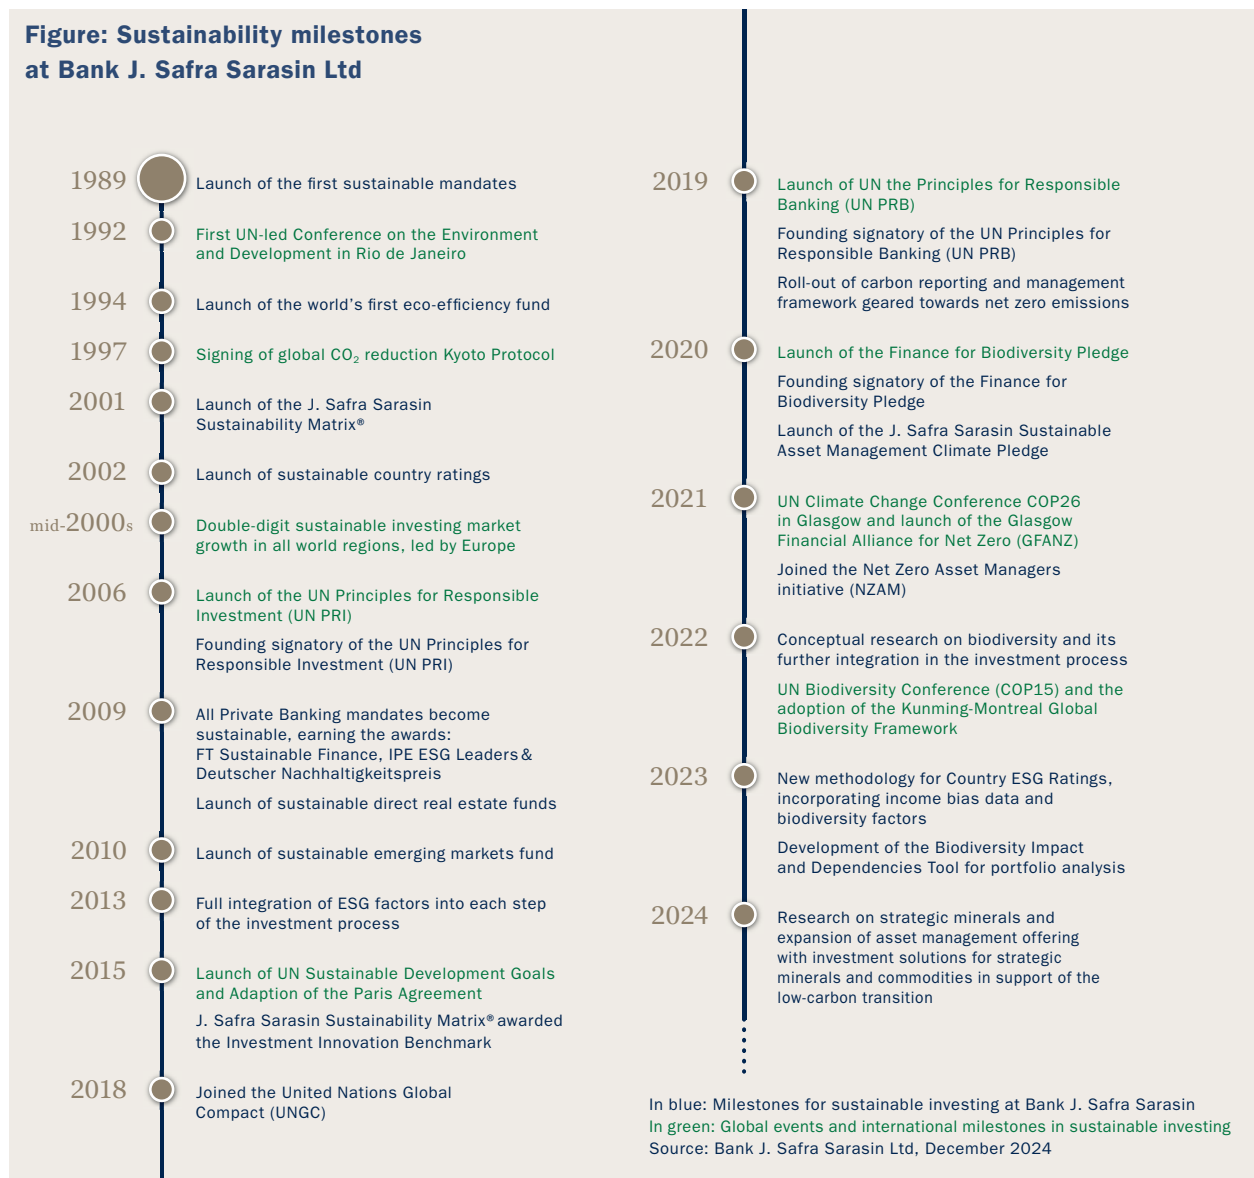 Figure: Sustainability milestones
at Bank J. Safra Sarasin Ltd
1989
Launch of the first sustainable mandates
1992
First UN-led Conference on the Environment
and Development in Rio de Janeiro
1994
Launch of the world's first eco-efficiency fund
1997
Signing of global CO₂ reduction Kyoto Protocol
2001
Launch of the J. Safra Sarasin
Sustainability Matrix®
2002
Launch of sustainable country ratings
mid-2000s
Double-digit sustainable investing market
growth in all world regions, led by Europe
2006
Launch of the UN Principles for Responsible
Investment (UN PRI)
Founding signatory of the UN Principles for
Responsible Investment (UN PRI)
2009
All Private Banking mandates become
sustainable, earning the awards:
FT Sustainable Finance, IPE ESG Leaders &
Deutscher Nachhaltigkeitspreis
Launch of sustainable direct real estate funds
2010
Launch of sustainable emerging markets fund
2013
Full integration of ESG factors into each step
of the investment process
2015
Launch of UN Sustainable Development Goals
and Adaption of the Paris Agreement
J. Safra Sarasin Sustainability Matrix® awarded
the Investment Innovation Benchmark
2018
Joined the United Nations Global
Compact (UNGC)
2019
Launch of UN the Principles for Responsible
Banking (UN PRB)
Founding signatory of the UN Principles for
Responsible Banking (UN PRB)
Roll-out of carbon reporting and management
framework geared towards net zero emissions
2020
Launch of the Finance for Biodiversity Pledge
Founding signatory of the Finance for
Biodiversity Pledge
Launch of the J. Safra Sarasin Sustainable
Asset Management Climate Pledge
2021
UN Climate Change Conference COP26
in Glasgow and launch of the Glasgow
Financial Alliance for Net Zero (GFANZ)
Joined the Net Zero Asset Managers
initiative (NZAM)
2022
Conceptual research on biodiversity and its
further integration in the investment process
UN Biodiversity Conference (COP15) and the
adoption of the Kunming-Montreal Global
Biodiversity Framework
2023
New methodology for Country ESG Ratings,
incorporating income bias data and
biodiversity factors
Development of the Biodiversity Impact
and Dependencies Tool for portfolio analysis
2024
Research on strategic minerals and
expansion of asset management offering
with investment solutions for strategic
minerals and commodities in support of the
low-carbon transition
In blue: Milestones for sustainable investing at Bank J. Safra Sarasin
In green: Global events and international milestones in sustainable investing
Source: Bank J. Safra Sarasin Ltd, December 2024